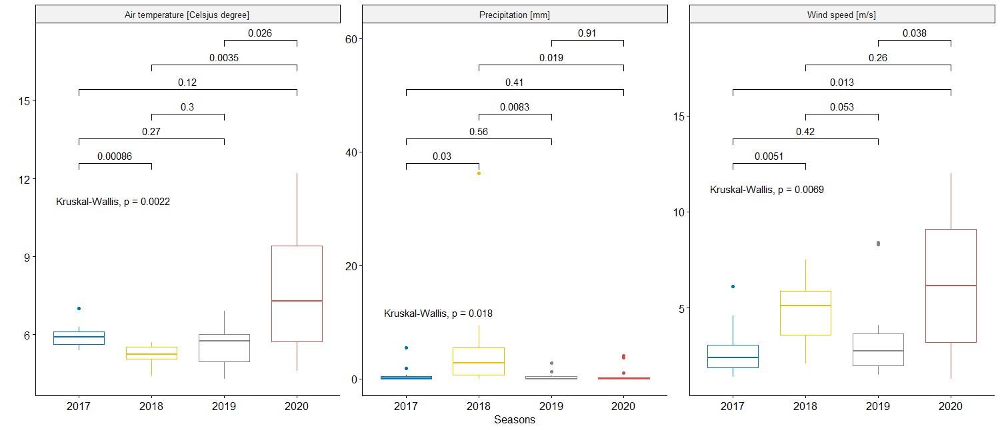 Air temperature [Celsjus degree]
Precipitation [mm]
Wind speed [m/s]
0.026
0.0035
0.12
0.3
0.27
0.00086
Kruskal-Wallis, p = 0.0022
15
12
9
6
2017 2018 2019 2020
0.91
0.019
0.41
0.0083
0.56
0.03
Kruskal-Wallis, p = 0.018
60
40
20
0
2017 2018 2019 2020
0.038
0.26
0.013
0.053
0.42
0.0051
Kruskal-Wallis, p = 0.0069
15
10
5
2017 2018 2019 2020
Seasons